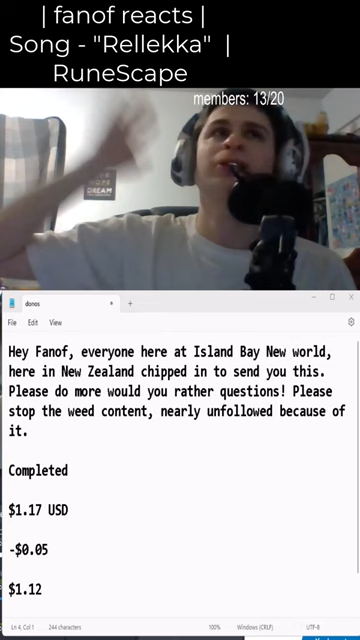 | fanof reacts |
Song - "Rellekka" |
RuneScape
members: 13/20
HOPE
DREAM
donos
File Edit View
Hey Fanof, everyone here at Island Bay New world,
here in New Zealand chipped in to send you this.
Please do more would you rather questions! Please
stop the weed content, nearly unfollowed because of
it.
Completed
$1.17 USD
-$0.05
$1.12
Ln 4, Col 1 244 characters 100% Windows (CRLF) UTF-8